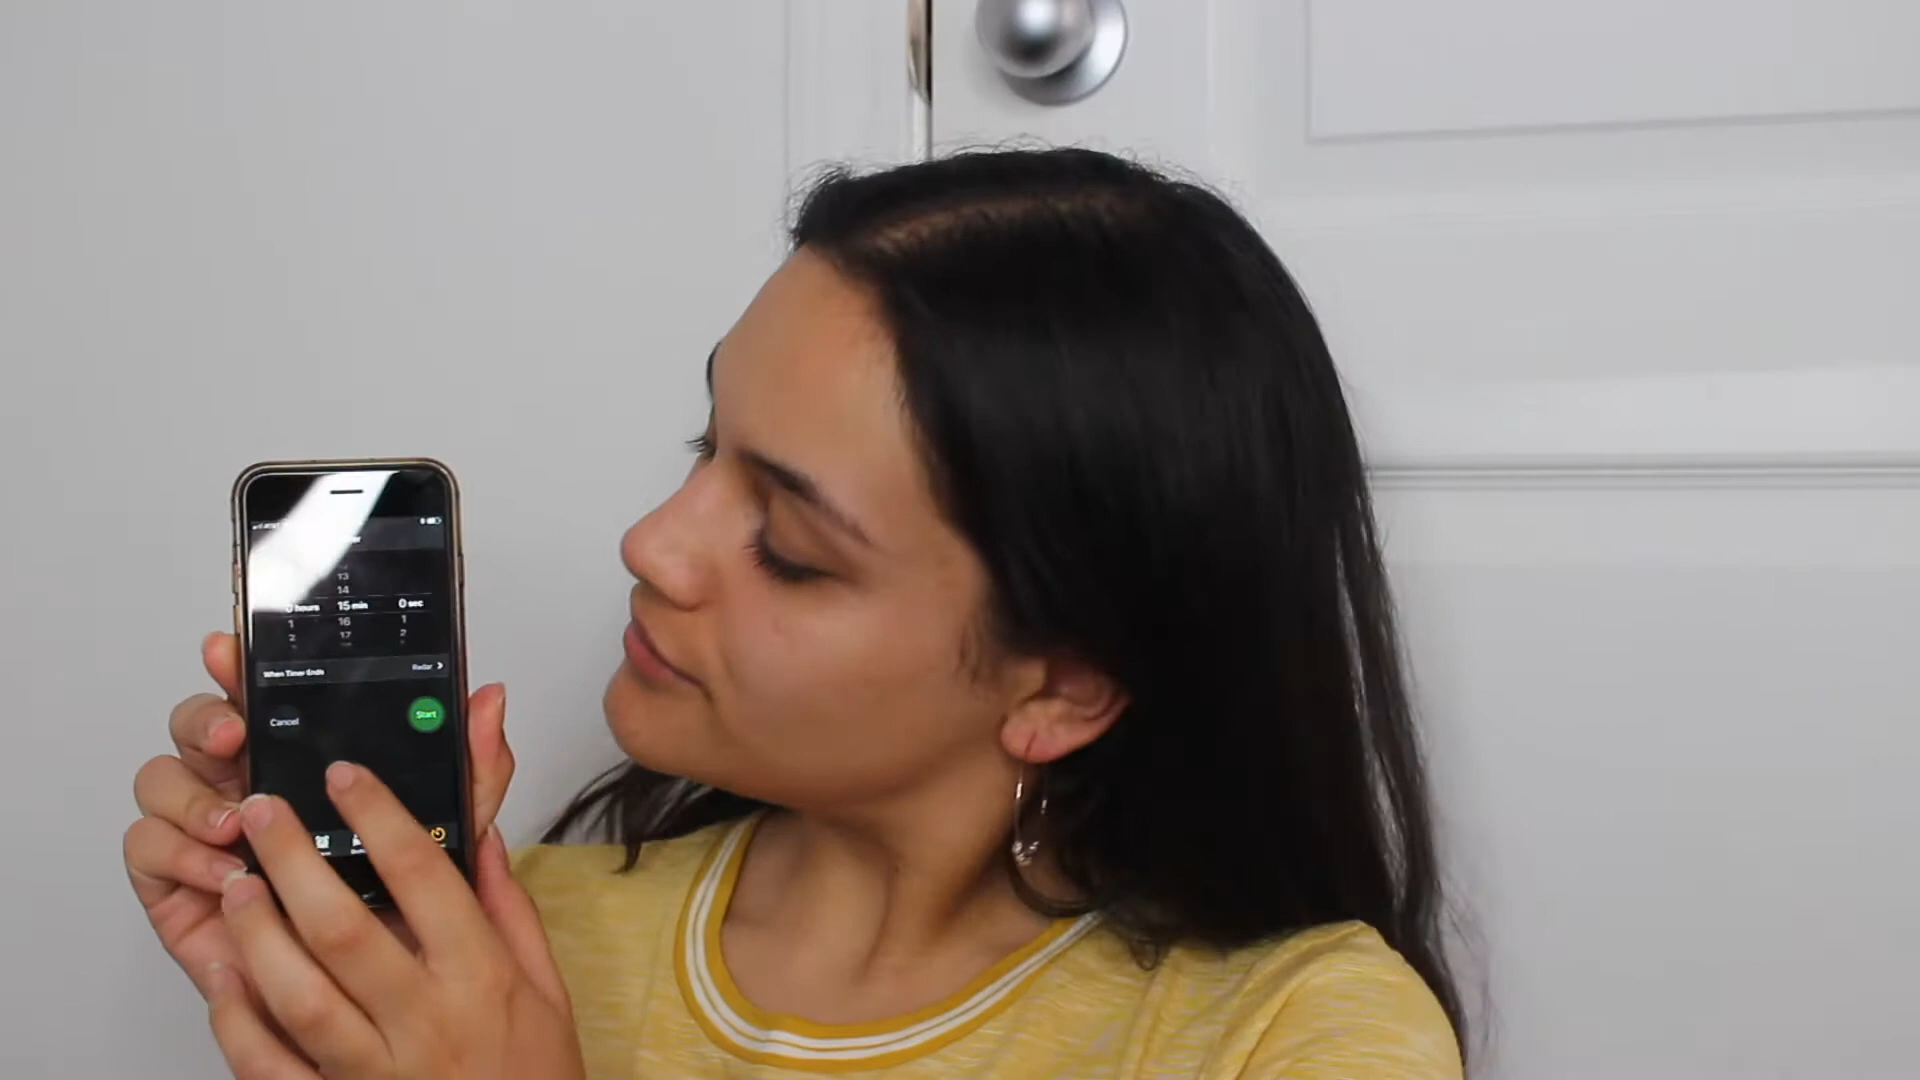 13
14
0 hours 15 min 0 sec
1 16 1
2 17 2
When Timer Ends Radar
Cancel Start